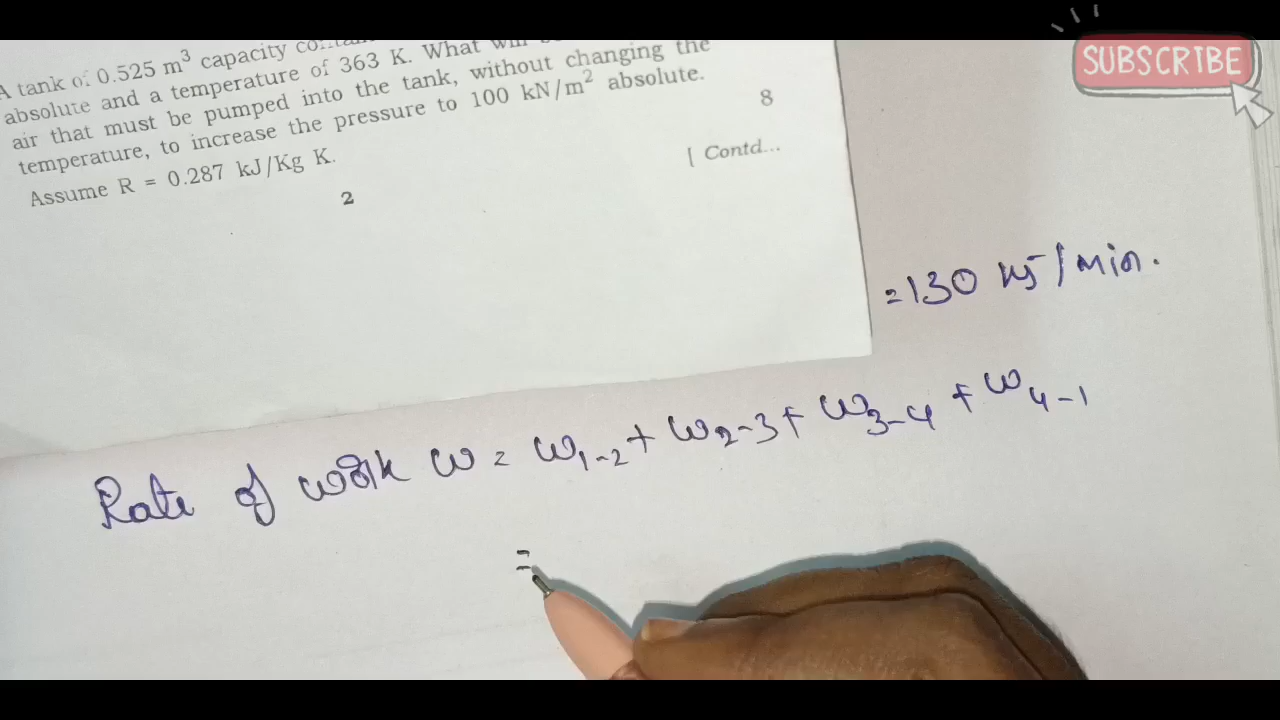 SUBSCRIBE
A tank of 0.525 m³ capacity
absolute and a temperature of 363 K. What will
air that must be pumped into the tank, without changing the
temperature, to increase the pressure to 100 kN/m² absolute.
8
Assume R = 0.287 kJ/Kg K.
[ Contd...
2
= 130 kJ/min.
Rate of work W = W1-2 + W2-3 + W3-4 + W4-1
=